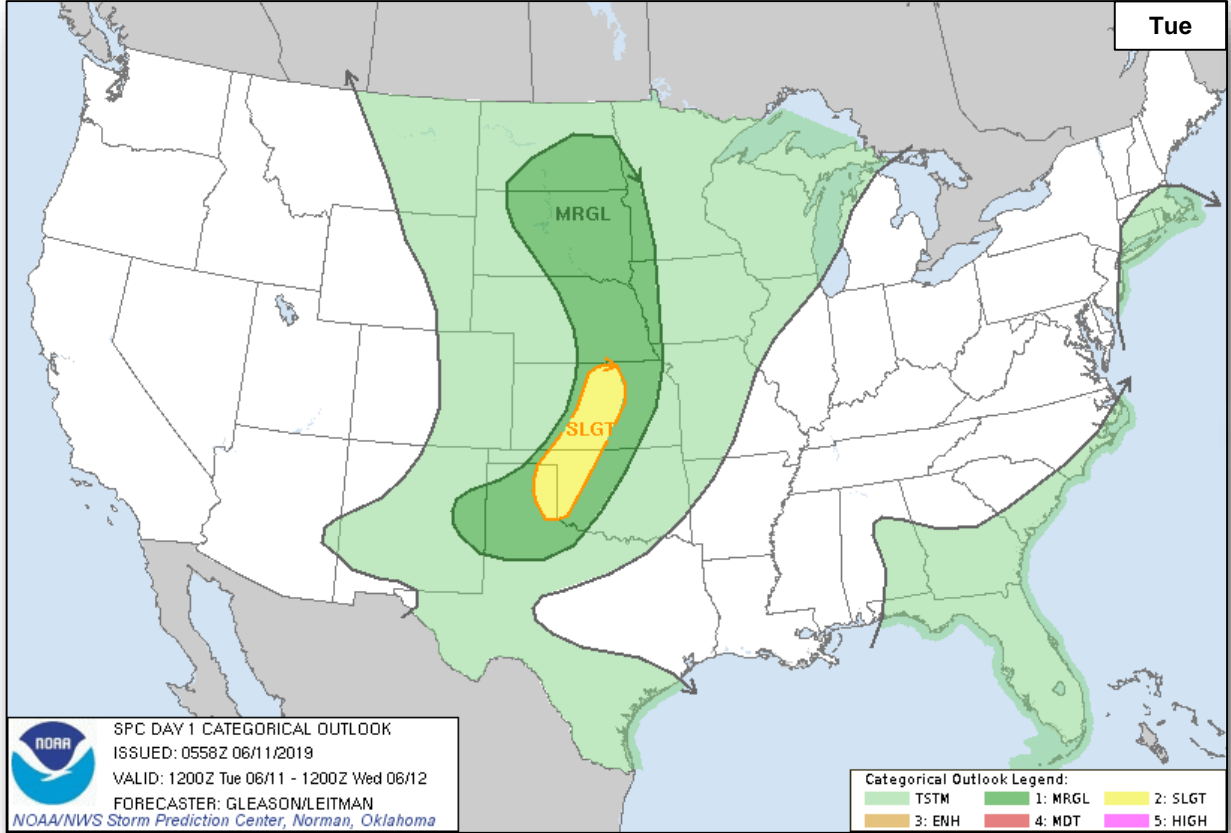 Tue
MRGL
SLGT
NOAA
SPC DAY 1 CATEGORICAL OUTLOOK
ISSUED: 0558Z 06/11/2019
VALID: 1200Z Tue 06/11 - 1200Z Wed 06/12
FORECASTER: GLEASON/LEITMAN
NOAA/NWS Storm Prediction Center, Norman, Oklahoma
Categorical Outlook Legend:
TSTM 1: MRGL 2: SLGT
3: ENH 4: MDT 5: HIGH